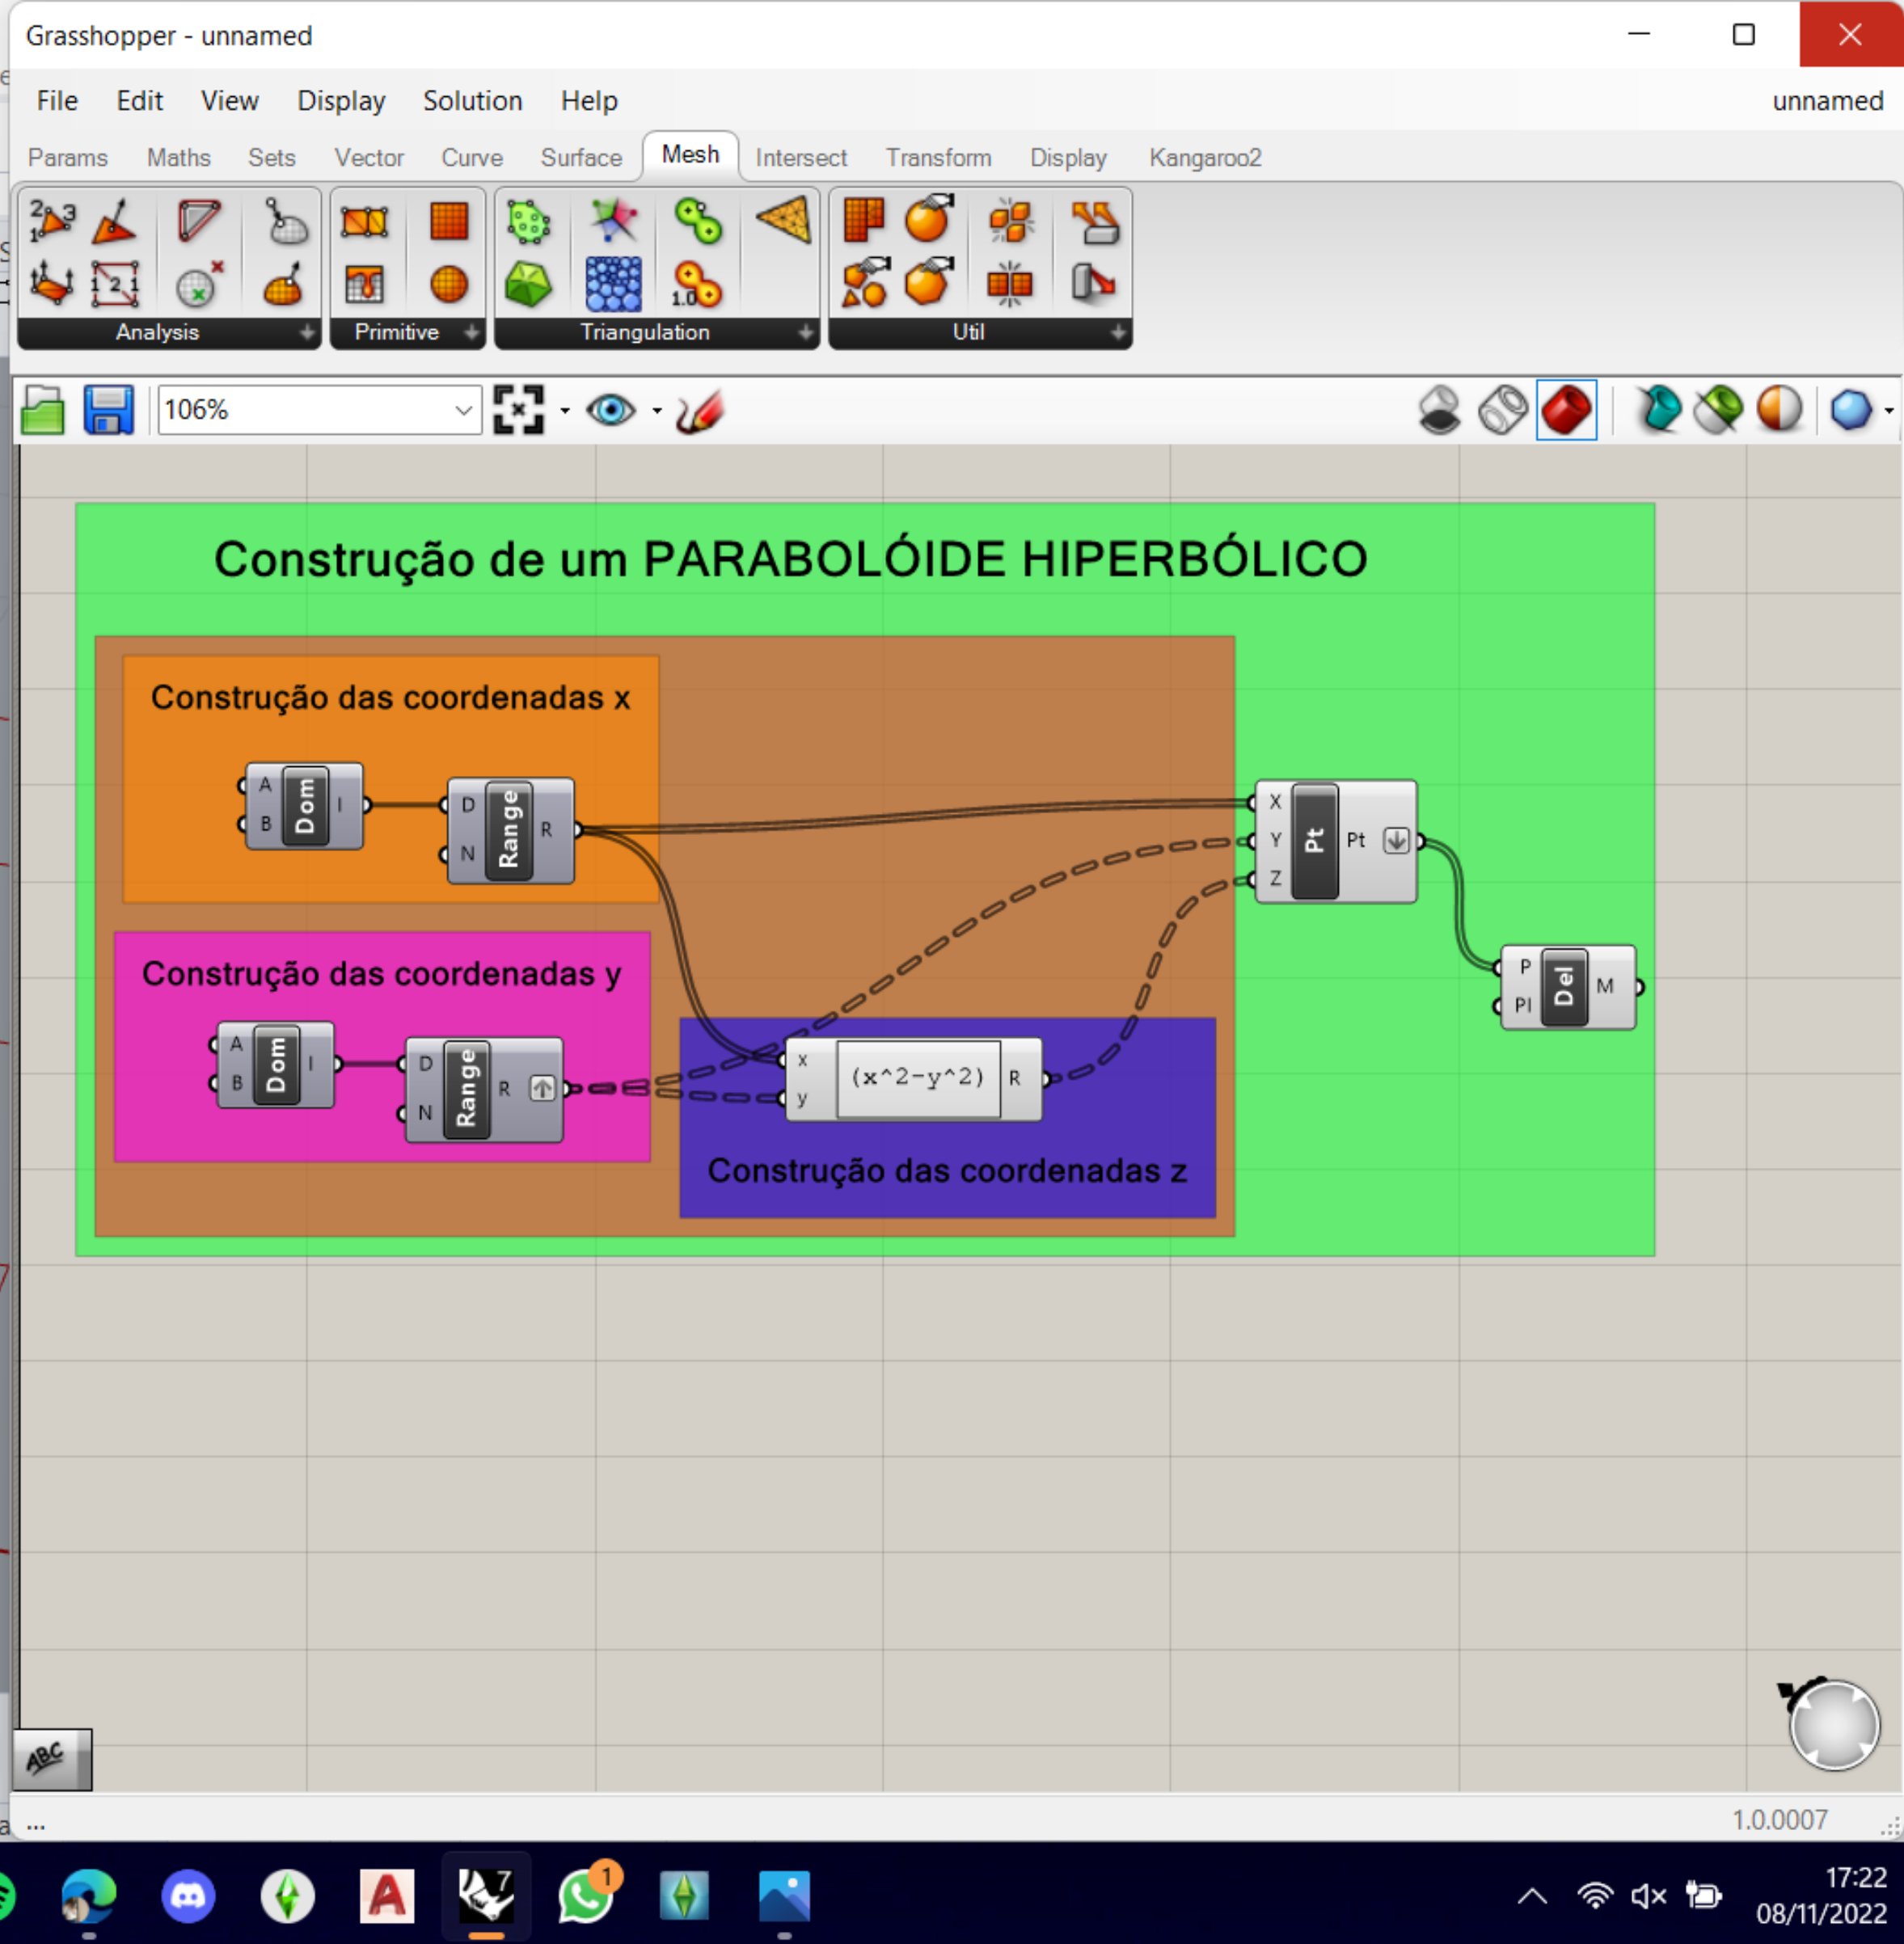 Grasshopper - unnamed
File Edit View Display Solution Help unnamed
Params Maths Sets Vector Curve Surface Mesh Intersect Transform Display Kangaroo2
Analysis Primitive Triangulation Util
106%
Construção de um PARABOLÓIDE HIPERBÓLICO
Construção das coordenadas x
A B Dom I
D N Range R
X Y Z Pt Pt
P Pl Del M
Construção das coordenadas y
A B Dom I
D N Range R
x y (x^2-y^2) R
Construção das coordenadas z
ABC
... 1.0.0007
A 7 1
17:22
08/11/2022